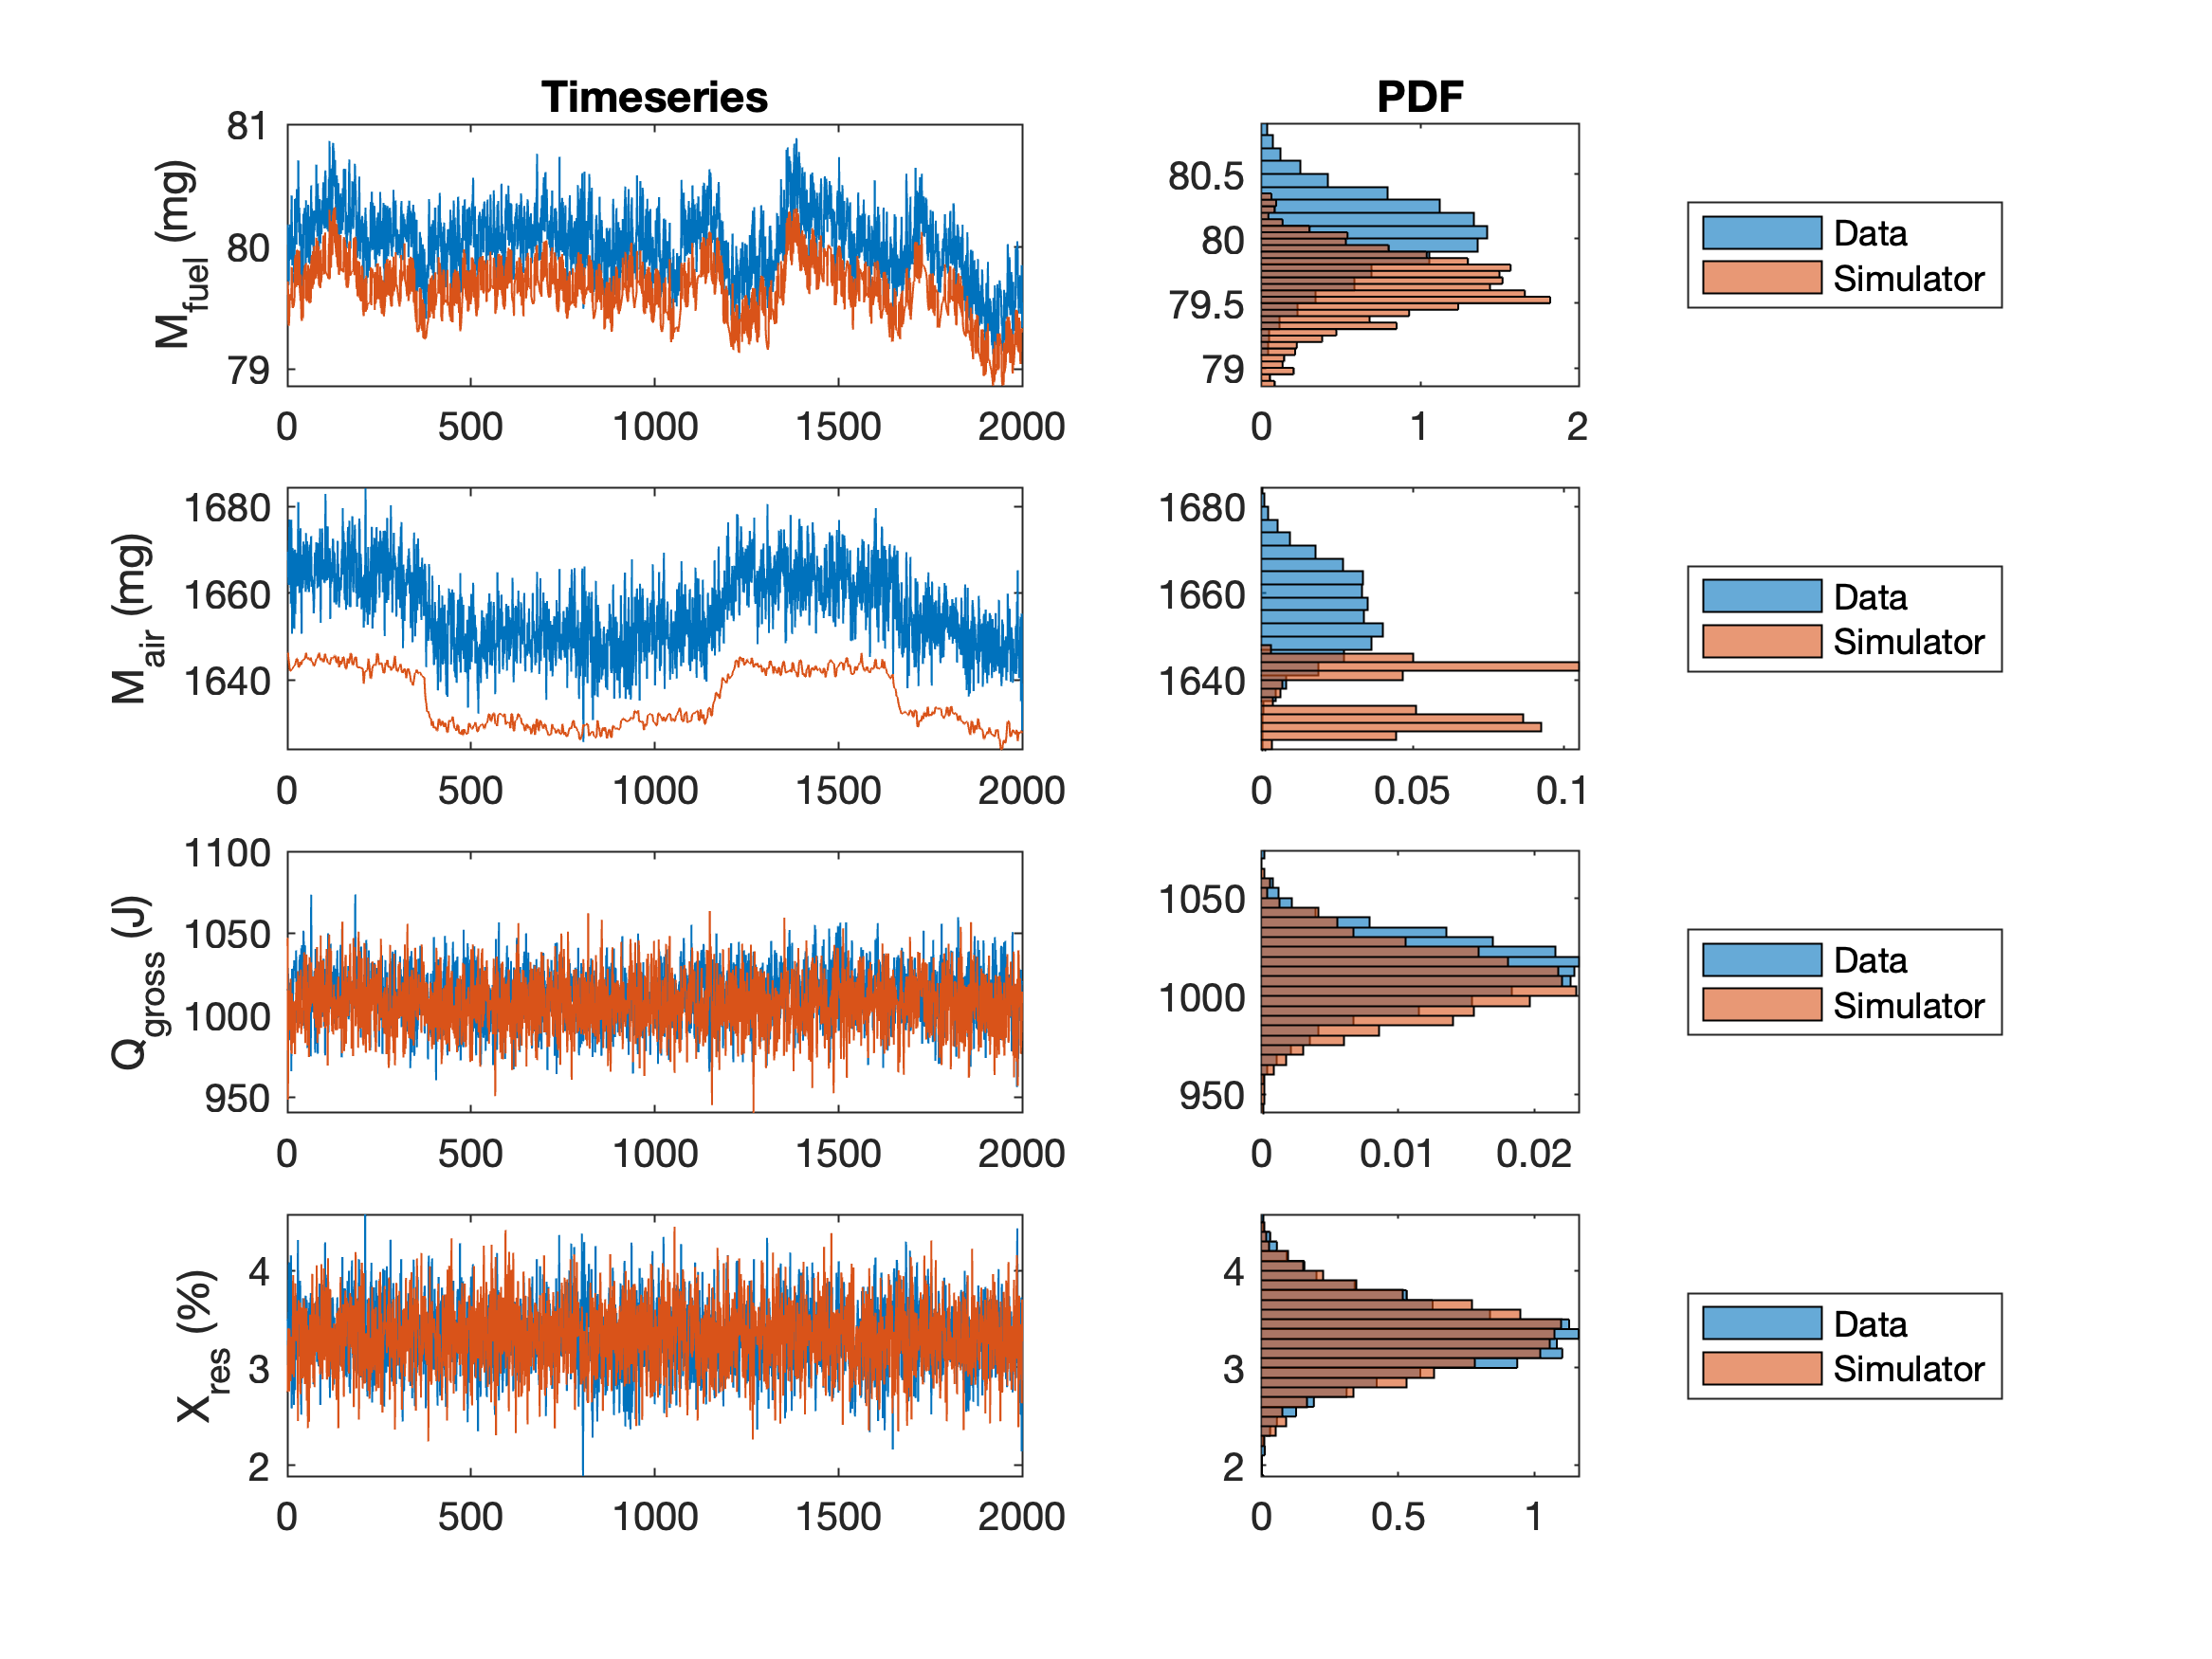 Timeseries
PDF
M_fuel (mg)
81
80
79
0 500 1000 1500 2000
80.5
80
79.5
79
0 1 2
Data
Simulator
M_air (mg)
1680
1660
1640
0 500 1000 1500 2000
1680
1660
1640
0 0.05 0.1
Data
Simulator
Q_gross (J)
1100
1050
1000
950
0 500 1000 1500 2000
1050
1000
950
0 0.01 0.02
Data
Simulator
X_res (%)
4
3
2
0 500 1000 1500 2000
4
3
2
0 0.5 1
Data
Simulator